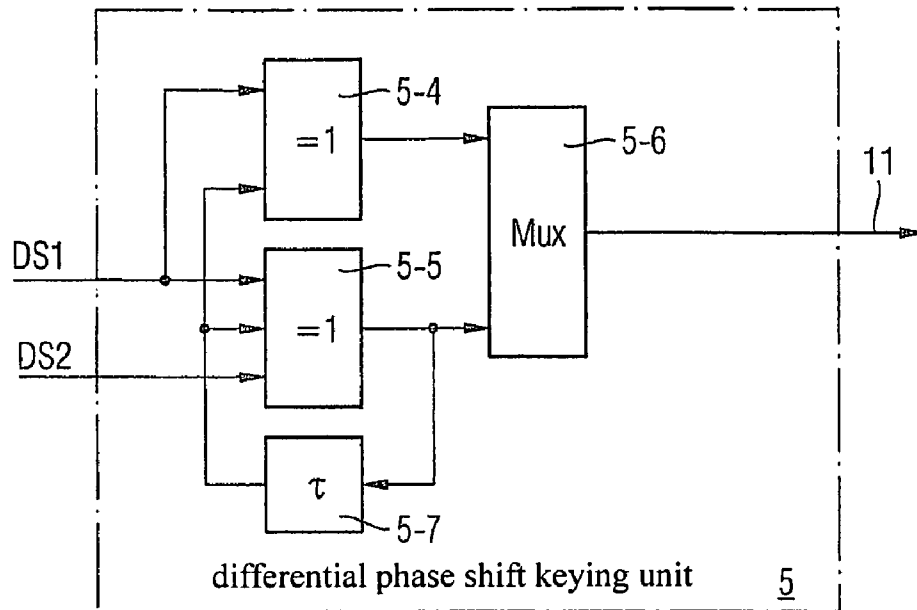 5-4
=1
5-6
11
Mux
DS1
5-5
=1
DS2
τ
5-7
differential phase shift keying unit
5